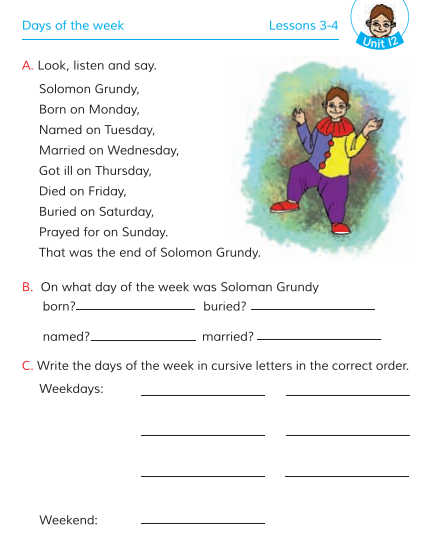 Days of the week
Lessons 3-4
Unit 12
A. Look, listen and say.
Solomon Grundy,
Born on Monday,
Named on Tuesday,
Married on Wednesday,
Got ill on Thursday,
Died on Friday,
Buried on Saturday,
Prayed for on Sunday.
That was the end of Solomon Grundy.
B. On what day of the week was Soloman Grundy
born? buried?
named? married?
C. Write the days of the week in cursive letters in the correct order.
Weekdays:
Weekend: